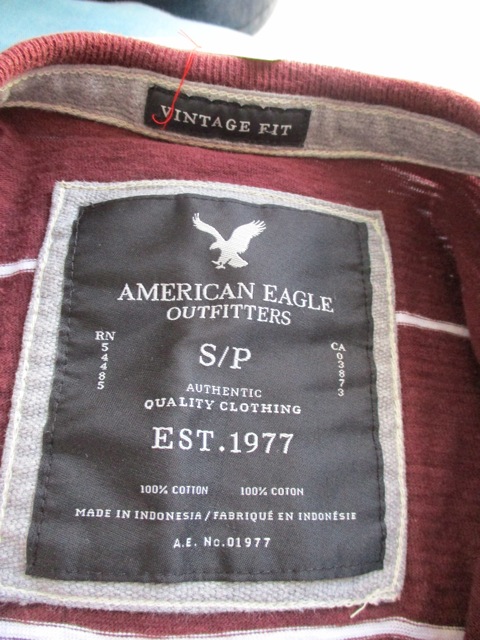 VINTAGE FIT
AMERICAN EAGLE
OUTFITTERS
RN 54485
S/P
CA 03873
AUTHENTIC
QUALITY CLOTHING
EST.1977
100% COTTON 100% COTON
MADE IN INDONESIA / FABRIQUÉ EN INDONÉSIE
A.E. No.01977